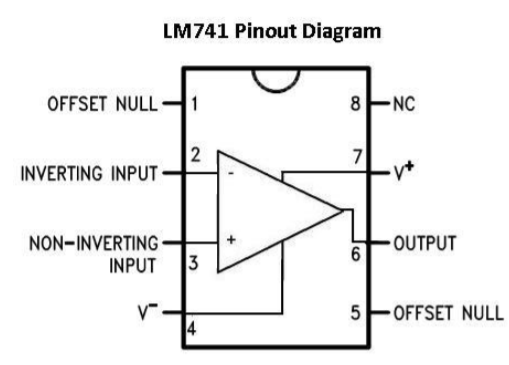 LM741 Pinout Diagram
OFFSET NULL 1 8 NC
INVERTING INPUT 2 - 7 V+
NON-INVERTING INPUT 3 + 6 OUTPUT
V- 4 5 OFFSET NULL